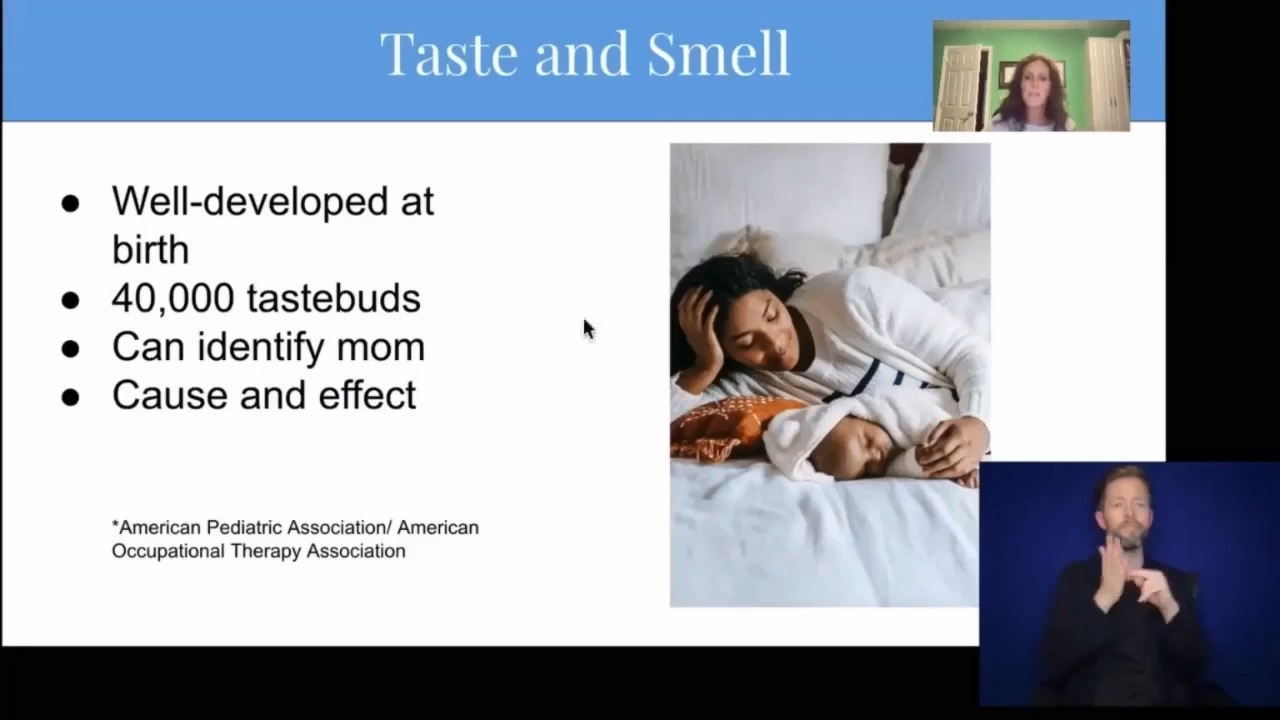 Taste and Smell
● Well-developed at
birth
● 40,000 tastebuds
● Can identify mom
● Cause and effect
*American Pediatric Association/ American
Occupational Therapy Association